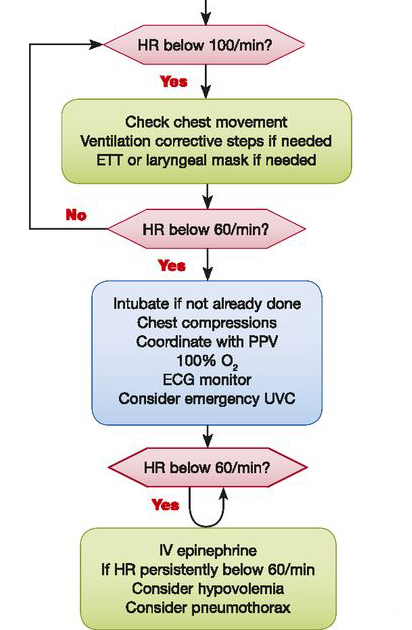 HR below 100/min?
Yes
Check chest movement
Ventilation corrective steps if needed
ETT or laryngeal mask if needed
No
HR below 60/min?
Yes
Intubate if not already done
Chest compressions
Coordinate with PPV
100% O₂
ECG monitor
Consider emergency UVC
HR below 60/min?
Yes
IV epinephrine
If HR persistently below 60/min
Consider hypovolemia
Consider pneumothorax